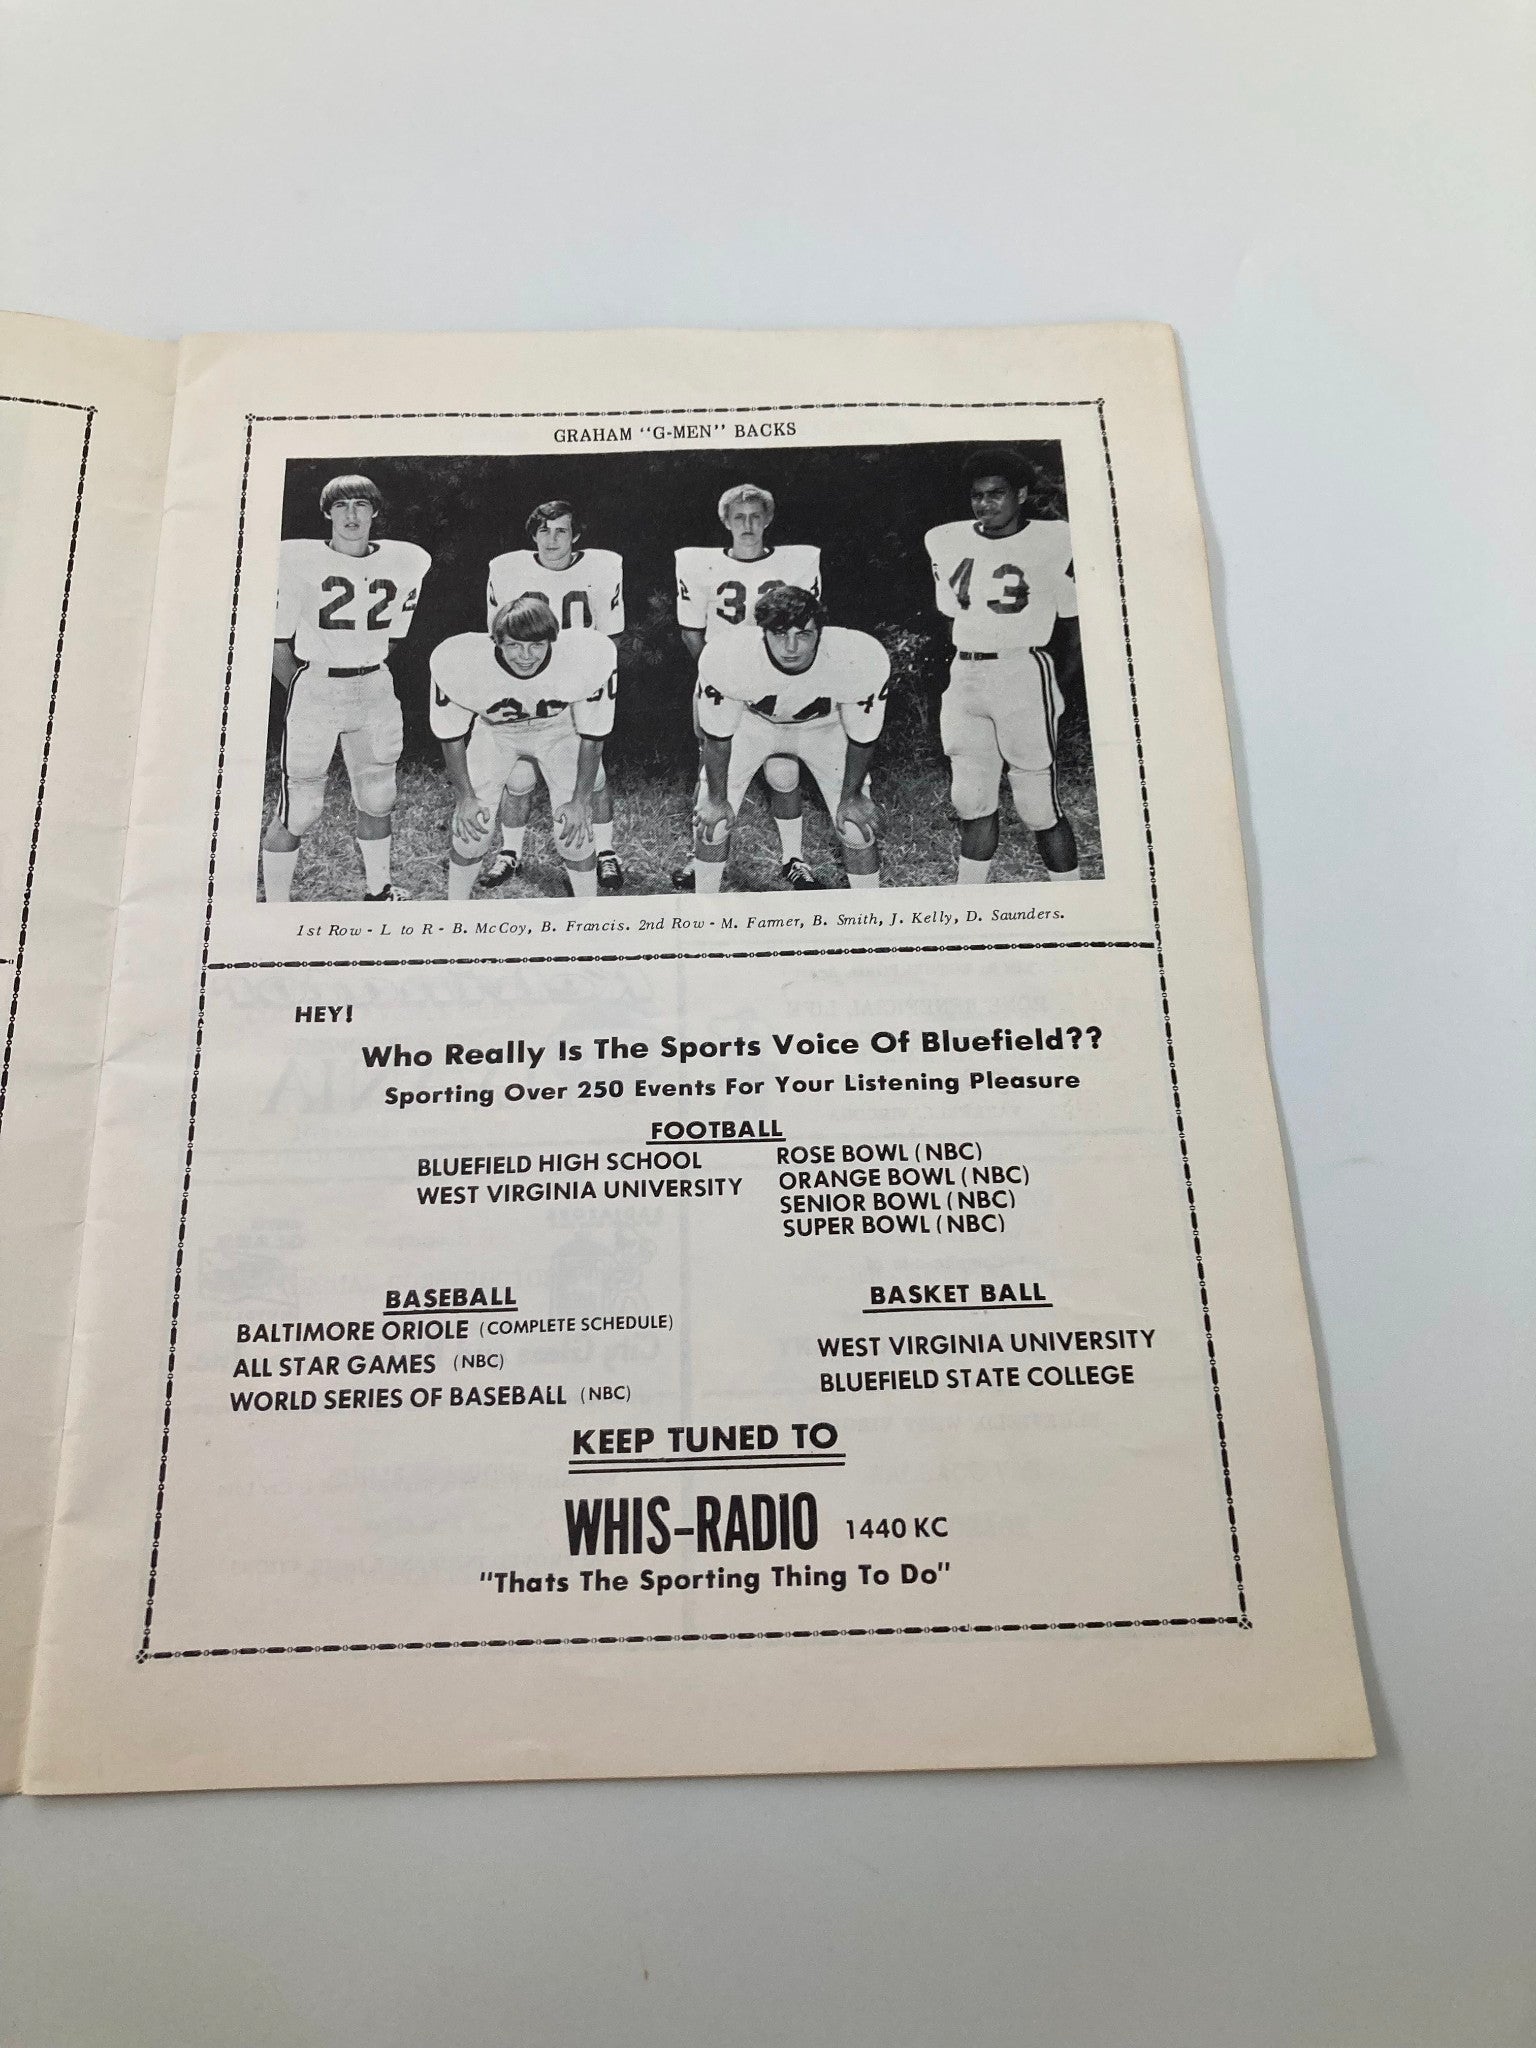 GRAHAM "G-MEN" BACKS
22
32
43
44
1st Row - L to R - B. McCoy, B. Francis. 2nd Row - M. Farmer, B. Smith, J. Kelly, D. Saunders.
HEY!
Who Really Is The Sports Voice Of Bluefield??
Sporting Over 250 Events For Your Listening Pleasure
FOOTBALL
BLUEFIELD HIGH SCHOOL
WEST VIRGINIA UNIVERSITY
ROSE BOWL (NBC)
ORANGE BOWL (NBC)
SENIOR BOWL (NBC)
SUPER BOWL (NBC)
BASEBALL
BALTIMORE ORIOLE (COMPLETE SCHEDULE)
ALL STAR GAMES (NBC)
WORLD SERIES OF BASEBALL (NBC)
BASKET BALL
WEST VIRGINIA UNIVERSITY
BLUEFIELD STATE COLLEGE
KEEP TUNED TO
WHIS-RADIO 1440 KC
"Thats The Sporting Thing To Do"